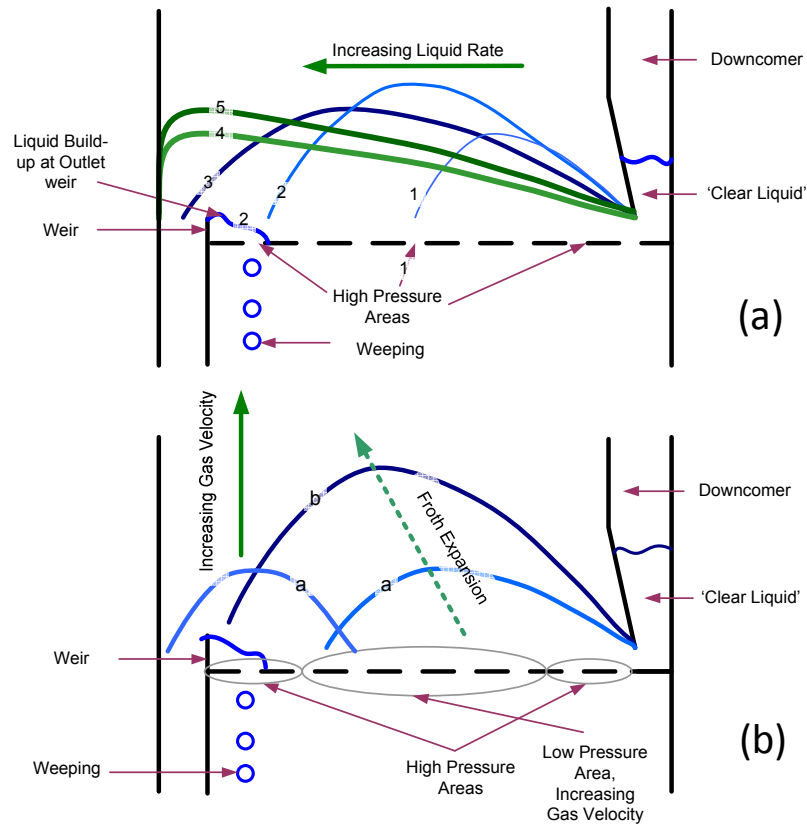 Increasing Liquid Rate
Downcomer
5
4
Liquid Build-
up at Outlet
weir
3
2
1
'Clear Liquid'
Weir
2
1
High Pressure
Areas
(a)
Weeping
Increasing Gas Velocity
b
Froth Expansion
Downcomer
a
a
'Clear Liquid'
Weir
High Pressure
Areas
Low Pressure
Area,
Increasing
Gas Velocity
(b)
Weeping